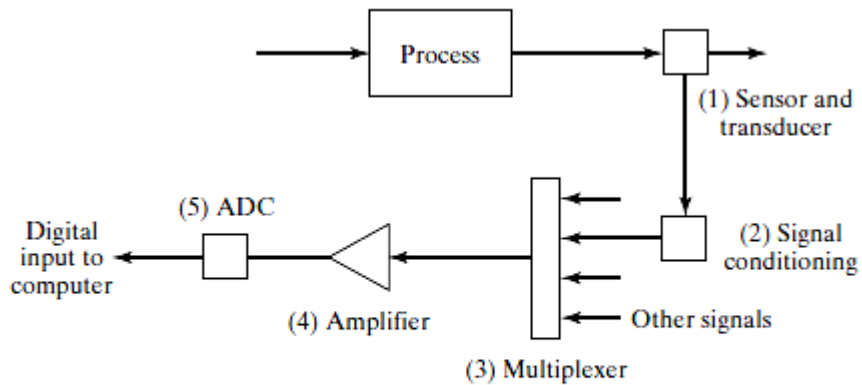 Process
(1) Sensor and
transducer
(5) ADC
Digital
input to
computer
(2) Signal
conditioning
(4) Amplifier
Other signals
(3) Multiplexer